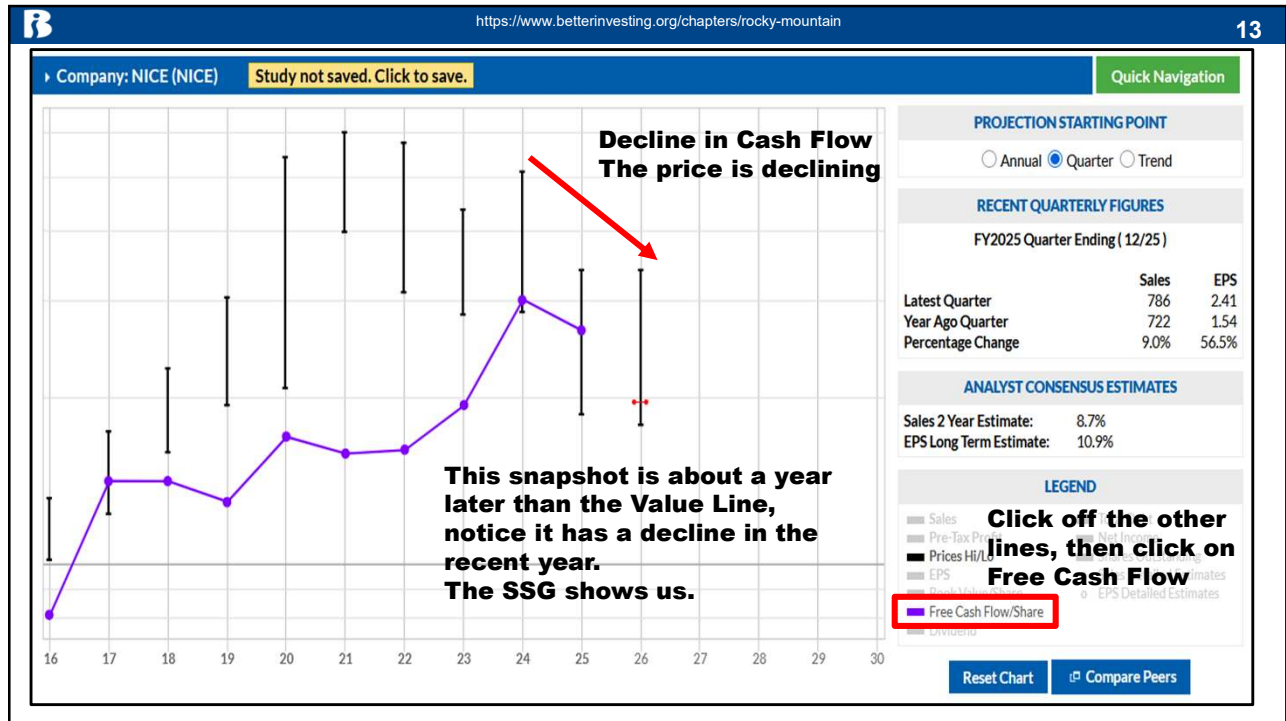 https://www.betterinvesting.org/chapters/rocky-mountain
13
Company: NICE (NICE)
Study not saved. Click to save.
Quick Navigation
Decline in Cash Flow
The price is declining
This snapshot is about a year
later than the Value Line,
notice it has a decline in the
recent year.
The SSG shows us.
16 17 18 19 20 21 22 23 24 25 26 27 28 29 30
PROJECTION STARTING POINT
Annual Quarter Trend
RECENT QUARTERLY FIGURES
FY2025 Quarter Ending ( 12/25 )
Sales EPS
Latest Quarter 786 2.41
Year Ago Quarter 722 1.54
Percentage Change 9.0% 56.5%
ANALYST CONSENSUS ESTIMATES
Sales 2 Year Estimate: 8.7%
EPS Long Term Estimate: 10.9%
LEGEND
Sales
Pre-Tax Profit
Net Income
Prices Hi/Lo
EPS
Book Value/Share
EPS Detailed Estimates
Free Cash Flow/Share
Dividend
Click off the other
lines, then click on
Free Cash Flow
Reset Chart
Compare Peers